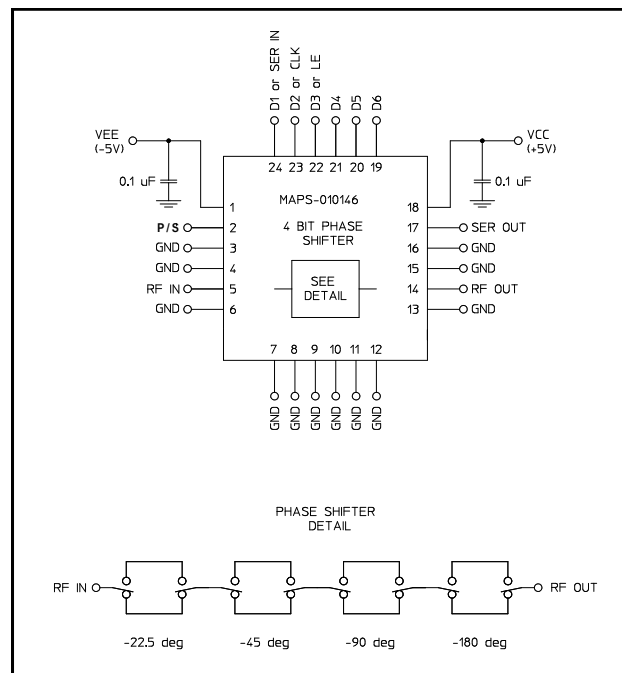 D1 or SER IN
D2 or CLK
D3 or LE
D4
D5
D6
VEE
(-5V)
VCC
(+5V)
0.1 uF
0.1 uF
24 23 22 21 20 19
MAPS-010146
4 BIT PHASE
SHIFTER
SEE
DETAIL
1
P/S 2
GND 3
GND 4
RF IN 5
GND 6
18
17 SER OUT
16 GND
15 GND
14 RF OUT
13 GND
7 8 9 10 11 12
GND GND GND GND GND GND
PHASE SHIFTER
DETAIL
RF IN
RF OUT
-22.5 deg -45 deg -90 deg -180 deg